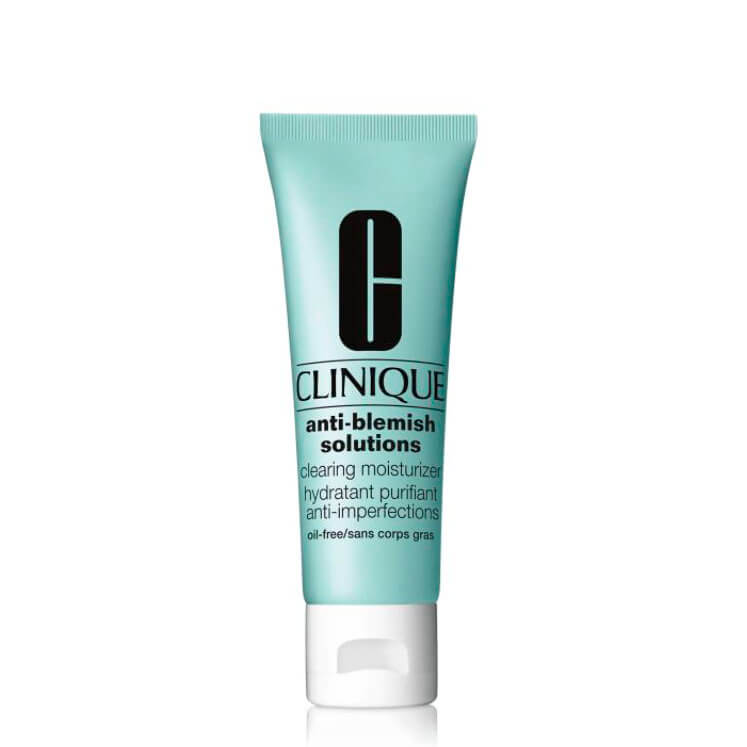 C
CLINIQUE
anti-blemish
solutions
clearing moisturizer
hydratant purifiant
anti-imperfections
oil-free/sans corps gras